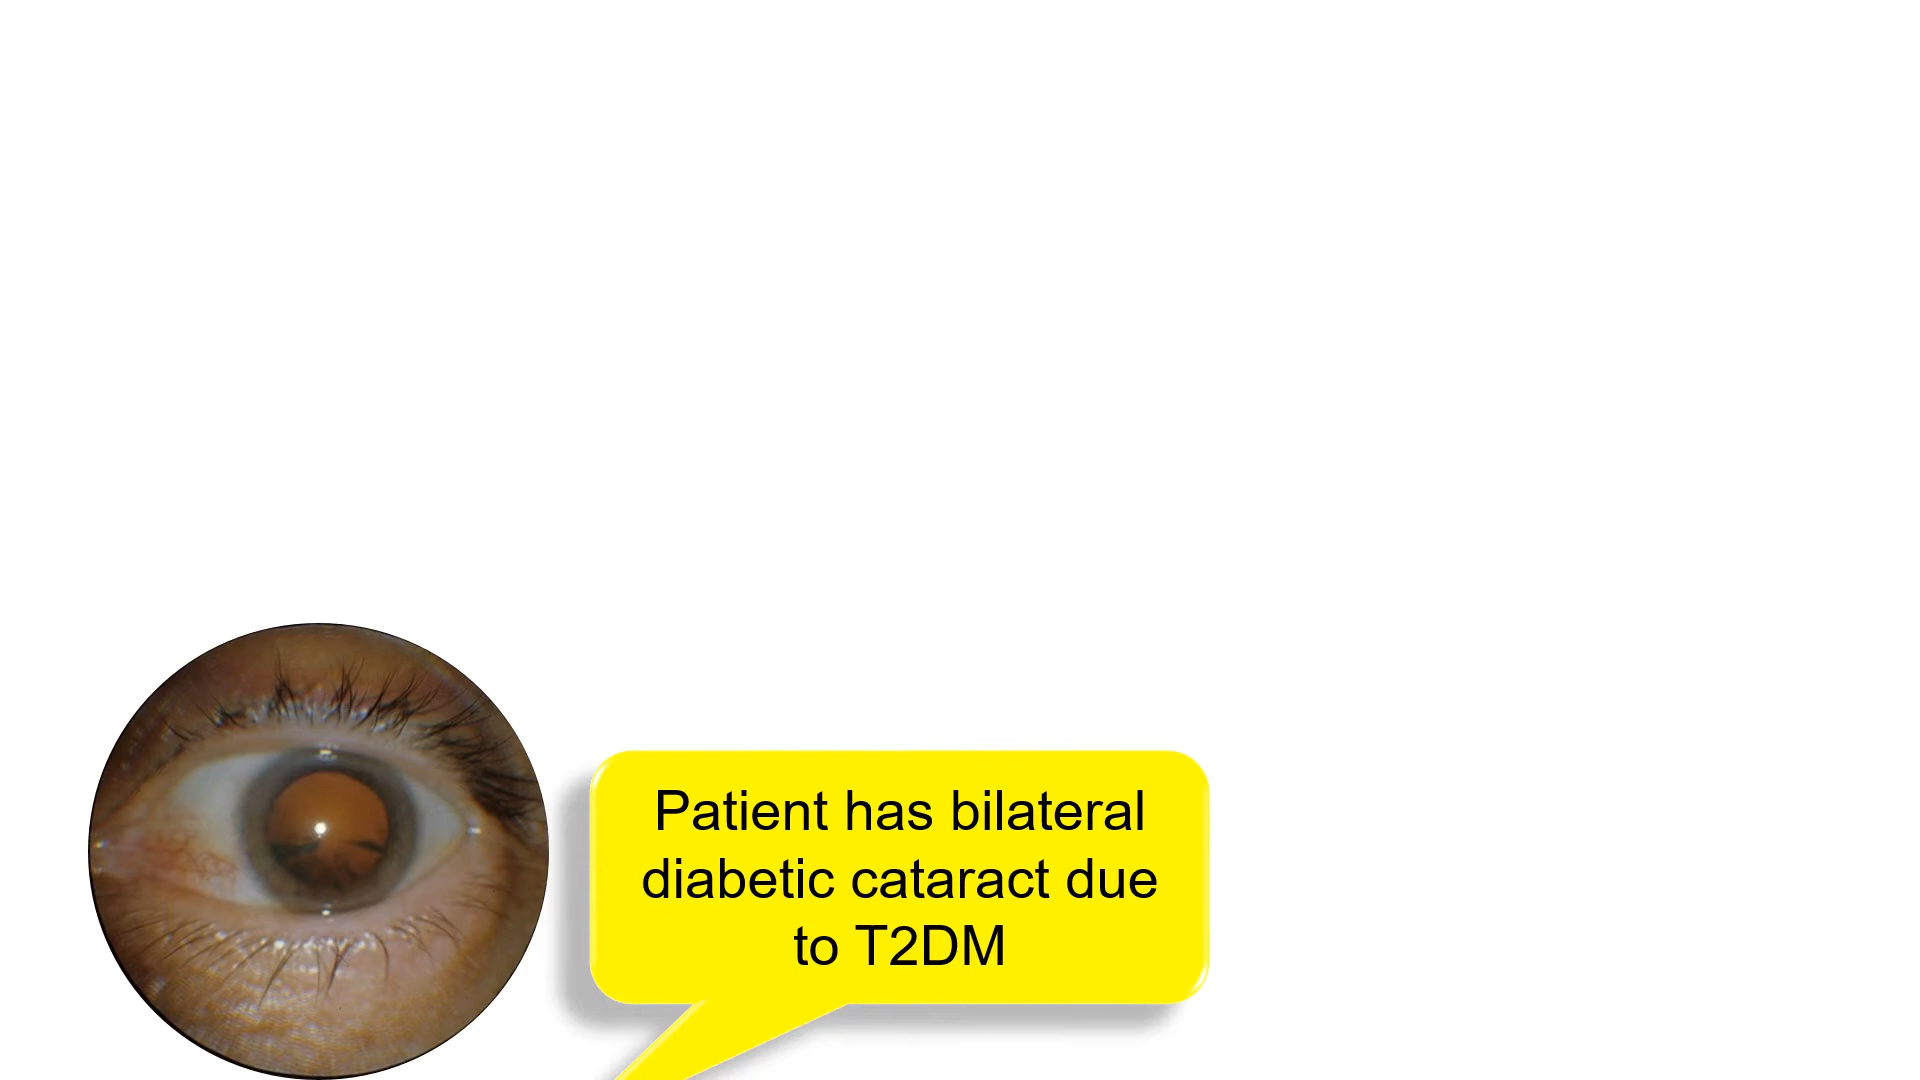 Patient has bilateral
diabetic cataract due
to T2DM